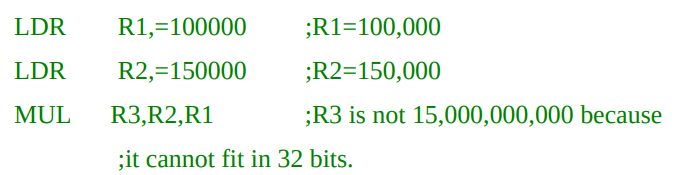 LDR R1,=100000 ;R1=100,000
LDR R2,=150000 ;R2=150,000
MUL R3,R2,R1 ;R3 is not 15,000,000,000 because
;it cannot fit in 32 bits.